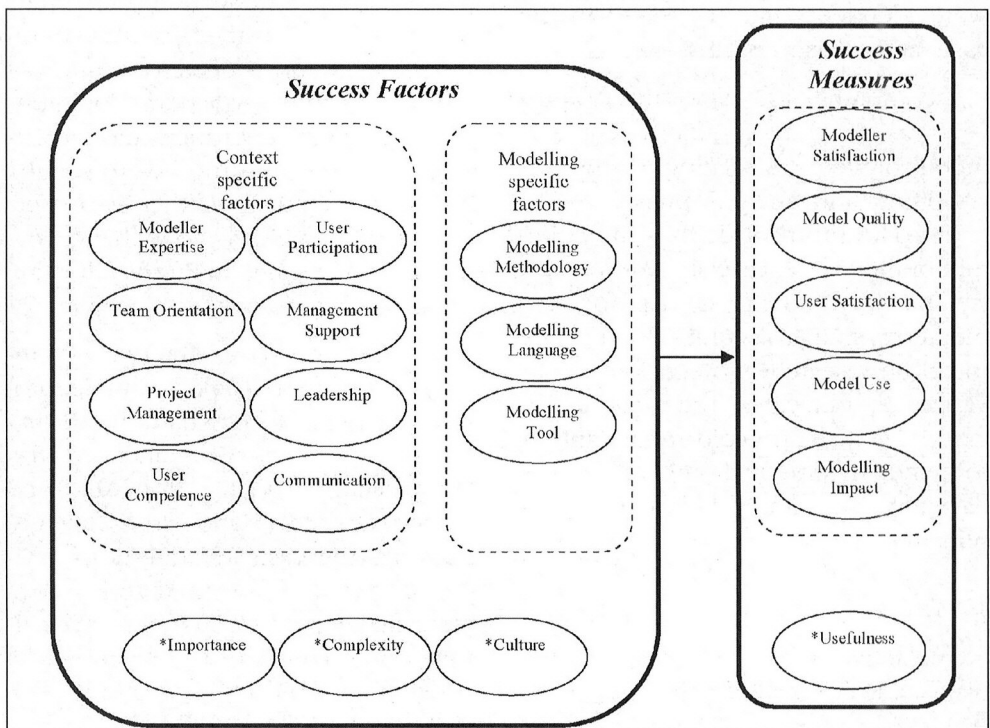 Success Factors
Context
specific
factors
Modeller
Expertise
User
Participation
Team Orientation
Management
Support
Project
Management
Leadership
User
Competence
Communication
Modelling
specific
factors
Modelling
Methodology
Modelling
Language
Modelling
Tool
*Importance
*Complexity
*Culture
Success
Measures
Modeller
Satisfaction
Model Quality
User Satisfaction
Model Use
Modelling
Impact
*Usefulness